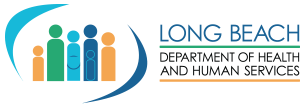 LONG BEACH
DEPARTMENT OF HEALTH
AND HUMAN SERVICES